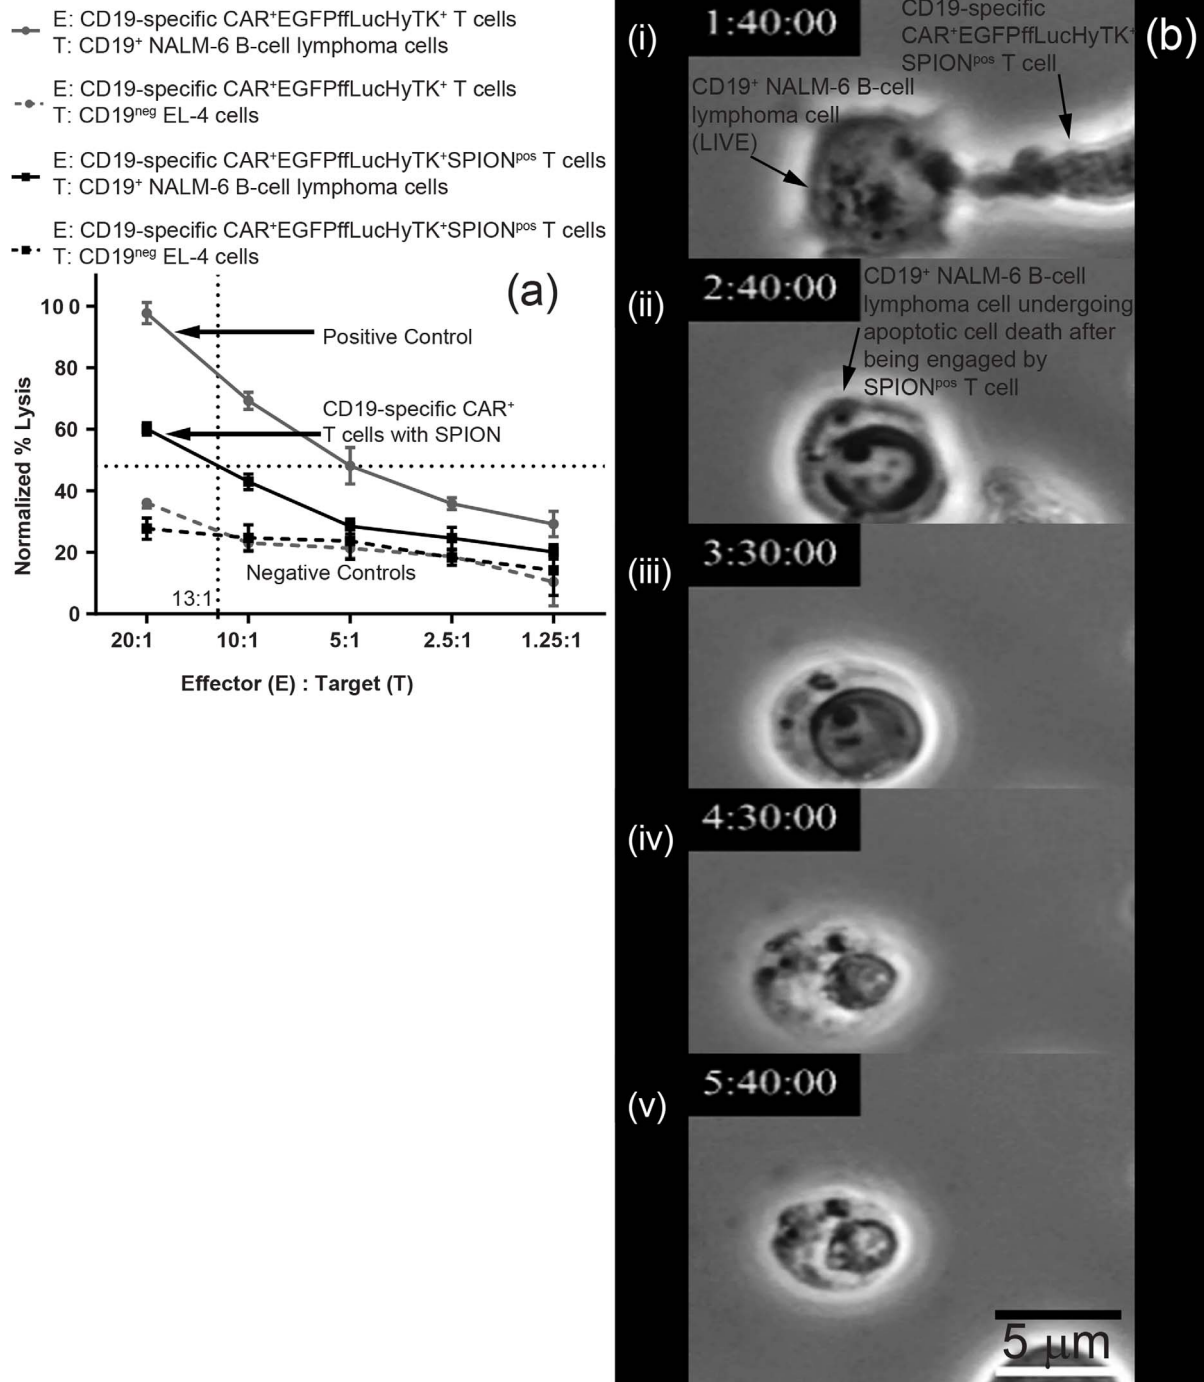 E: CD19-specific CAR⁺EGFPffLucHyTK⁺ T cells
T: CD19⁺ NALM-6 B-cell lymphoma cells
E: CD19-specific CAR⁺EGFPffLucHyTK⁺ T cells
T: CD19ⁿᵉᵍ EL-4 cells
E: CD19-specific CAR⁺EGFPffLucHyTK⁺SPIONᵖᵒˢ T cells
T: CD19⁺ NALM-6 B-cell lymphoma cells
E: CD19-specific CAR⁺EGFPffLucHyTK⁺SPIONᵖᵒˢ T cells
T: CD19ⁿᵉᵍ EL-4 cells
(a)
Normalized % Lysis
100
80
60
40
20
0
Positive Control
CD19-specific CAR⁺
T cells with SPION
Negative Controls
13:1
20:1 10:1 5:1 2.5:1 1.25:1
Effector (E) : Target (T)
(b)
(i)
1:40:00
CD19-specific
CAR⁺EGFPffLucHyTK⁺
SPIONᵖᵒˢ T cell
CD19⁺ NALM-6 B-cell
lymphoma cell
(LIVE)
(ii)
2:40:00
CD19⁺ NALM-6 B-cell
lymphoma cell undergoing
apoptotic cell death after
being engaged by
SPIONᵖᵒˢ T cell
(iii)
3:30:00
(iv)
4:30:00
(v)
5:40:00
5 μm